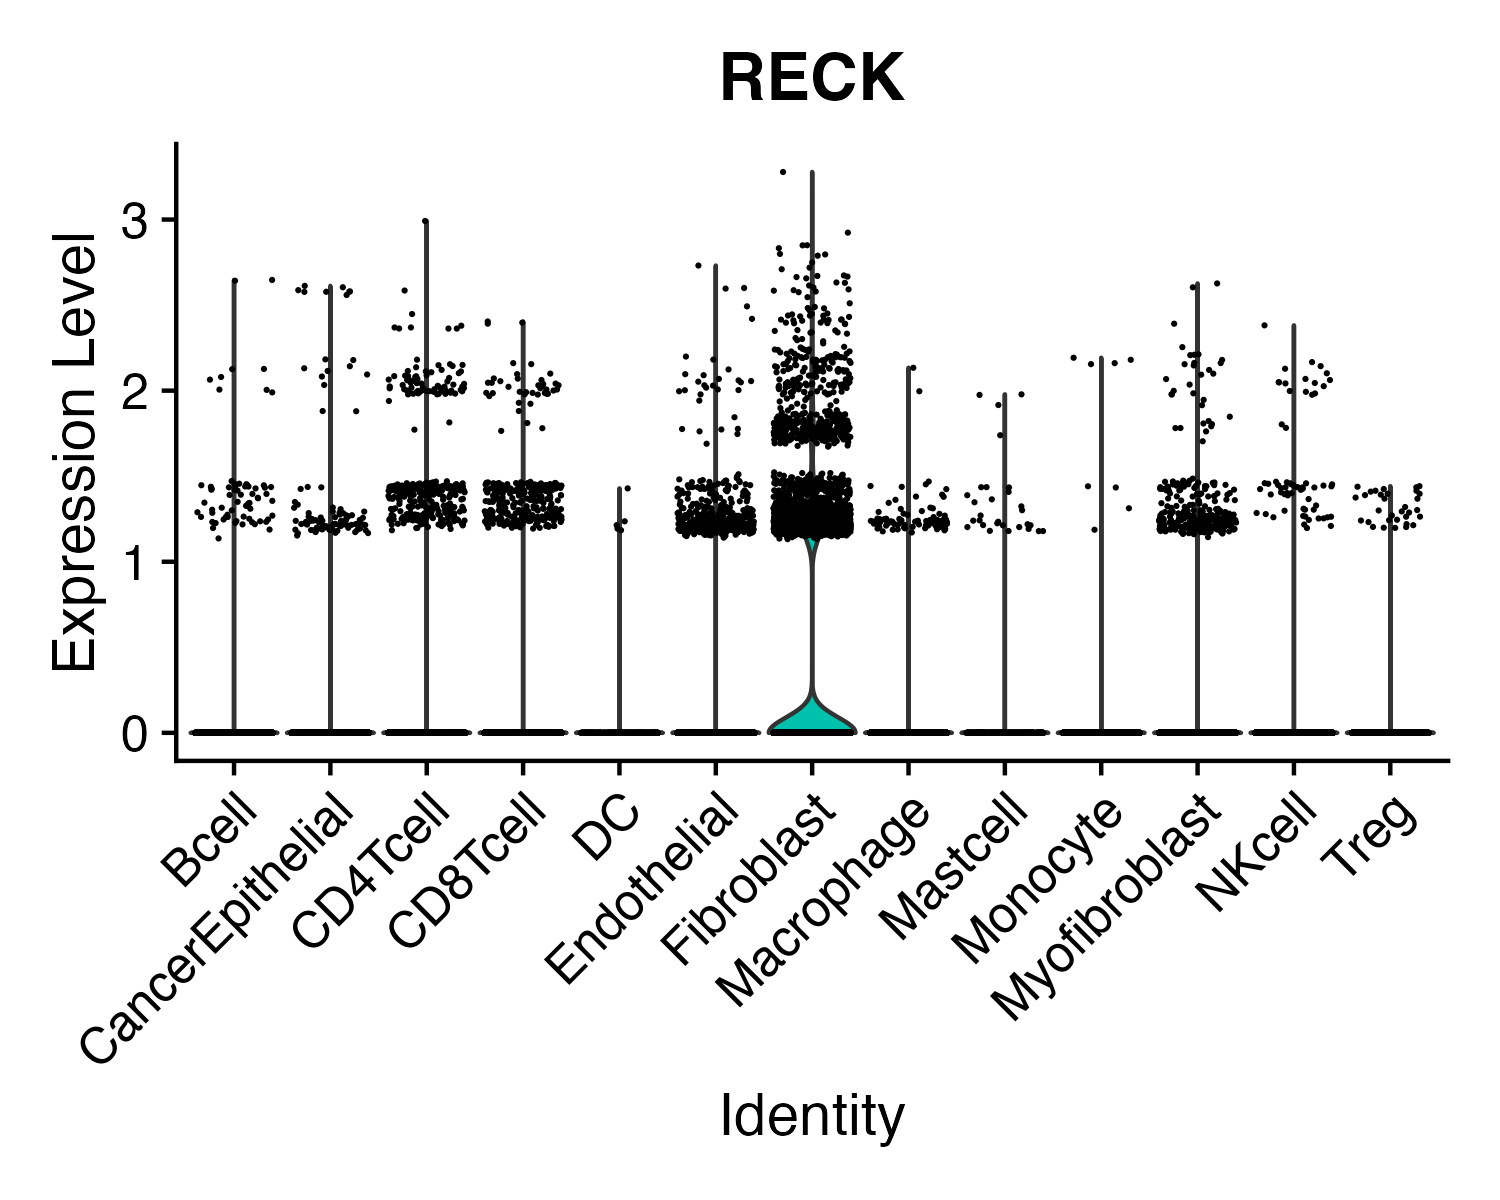 RECK
Expression Level
3
2
1
0
Bcell
CancerEpithelial
CD4Tcell
CD8Tcell
DC
Endothelial
Fibroblast
Macrophage
Mastcell
Monocyte
Myofibroblast
NKcell
Treg
Identity